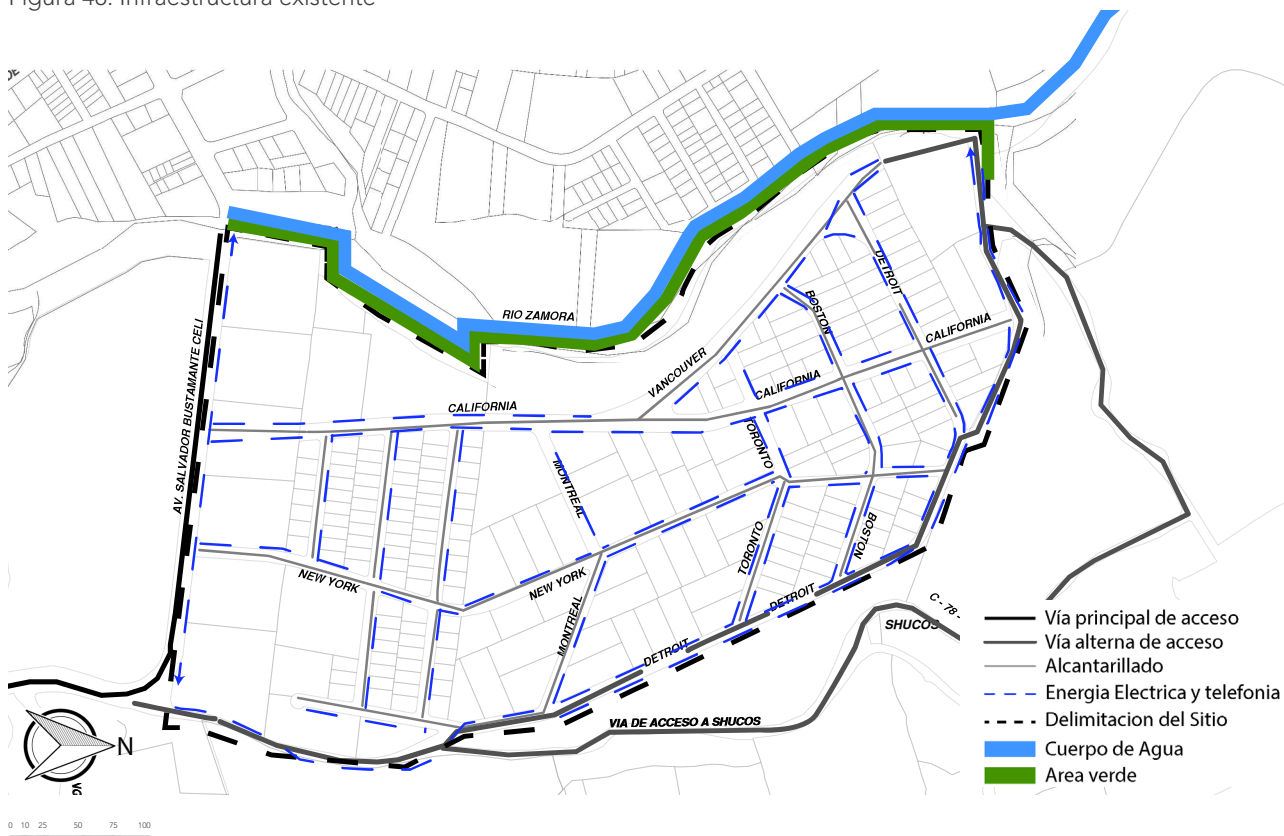 Figura 46. Infraestructura existente
DE
RIO ZAMORA
AV. SALVADOR BUSTAMANTE CELI
VANCOUVER
DETROIT
BOSTON
CALIFORNIA
CALIFORNIA
CALIFORNIA
TORONTO
MONTREAL
NEW YORK
NEW YORK
TORONTO
BOSTON
MONTREAL
DETROIT
DETROIT
C - 78 -
SHUCOS
VIA DE ACCESO A SHUCOS
N
Vía principal de acceso
Vía alterna de acceso
Alcantarillado
Energia Electrica y telefonia
Delimitacion del Sitio
Cuerpo de Agua
Area verde
0 10 25 50 75 100